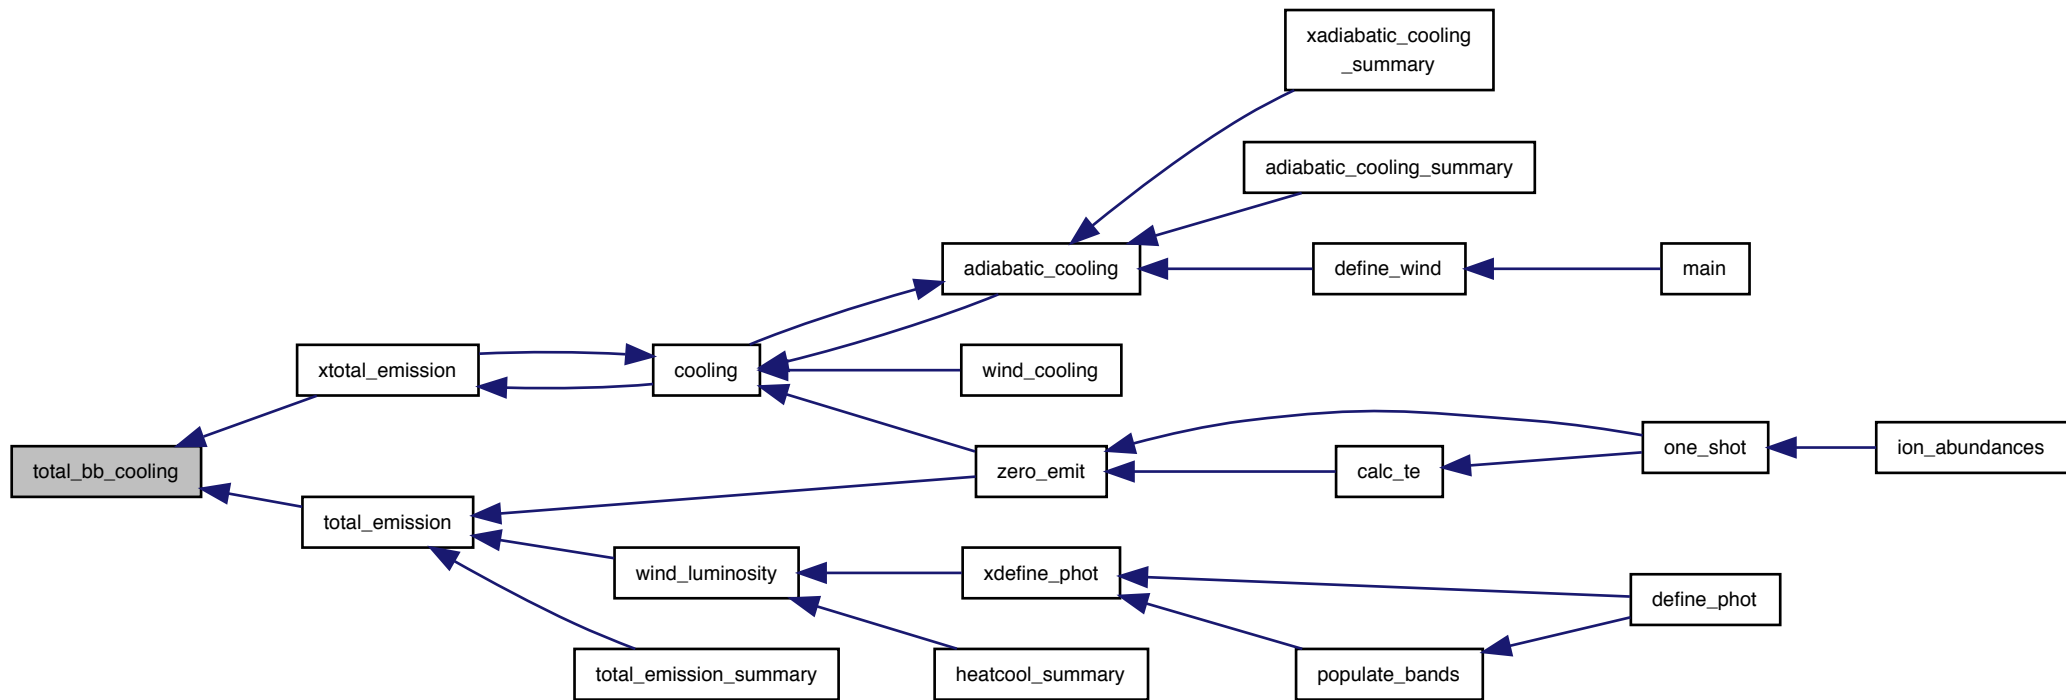 xadiabatic_cooling
_summary
adiabatic_cooling_summary
adiabatic_cooling
define_wind
main
xtotal_emission
cooling
wind_cooling
total_bb_cooling
zero_emit
calc_te
one_shot
ion_abundances
total_emission
wind_luminosity
xdefine_phot
define_phot
total_emission_summary
heatcool_summary
populate_bands